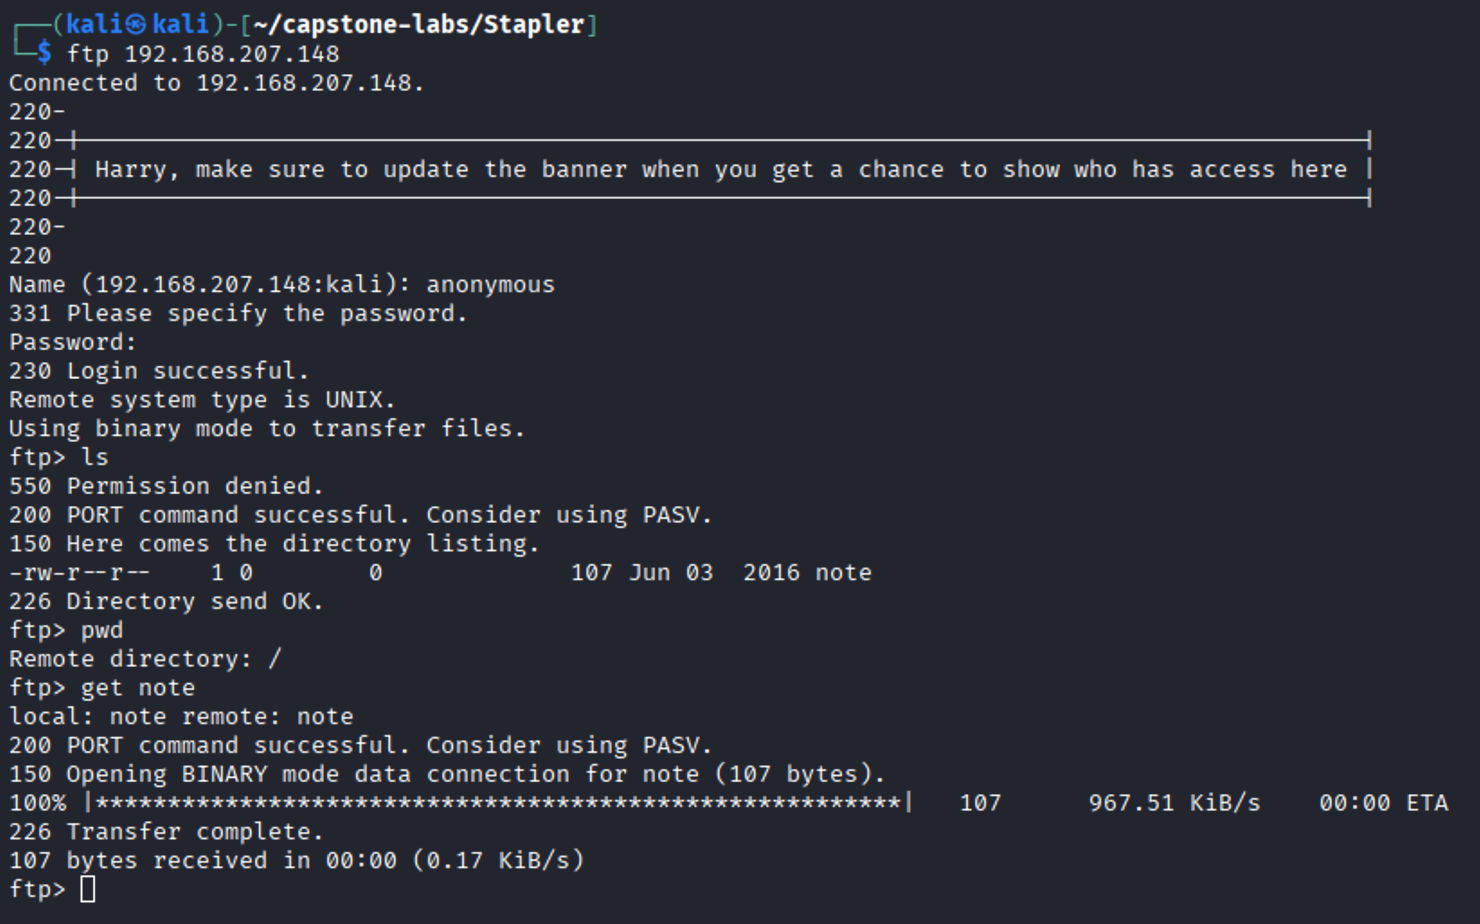 ┌──(kali㉿kali)-[~/capstone-labs/Stapler]
└─$ ftp 192.168.207.148
Connected to 192.168.207.148.
220-
220-|-----------------------------------------------------------------------------------------|
220-| Harry, make sure to update the banner when you get a chance to show who has access here |
220-|-----------------------------------------------------------------------------------------|
220-
220
Name (192.168.207.148:kali): anonymous
331 Please specify the password.
Password:
230 Login successful.
Remote system type is UNIX.
Using binary mode to transfer files.
ftp> ls
550 Permission denied.
200 PORT command successful. Consider using PASV.
150 Here comes the directory listing.
-rw-r--r--    1 0        0             107 Jun 03  2016 note
226 Directory send OK.
ftp> pwd
Remote directory: /
ftp> get note
local: note remote: note
200 PORT command successful. Consider using PASV.
150 Opening BINARY mode data connection for note (107 bytes).
100% |********************************************************|   107      967.51 KiB/s    00:00 ETA
226 Transfer complete.
107 bytes received in 00:00 (0.17 KiB/s)
ftp>